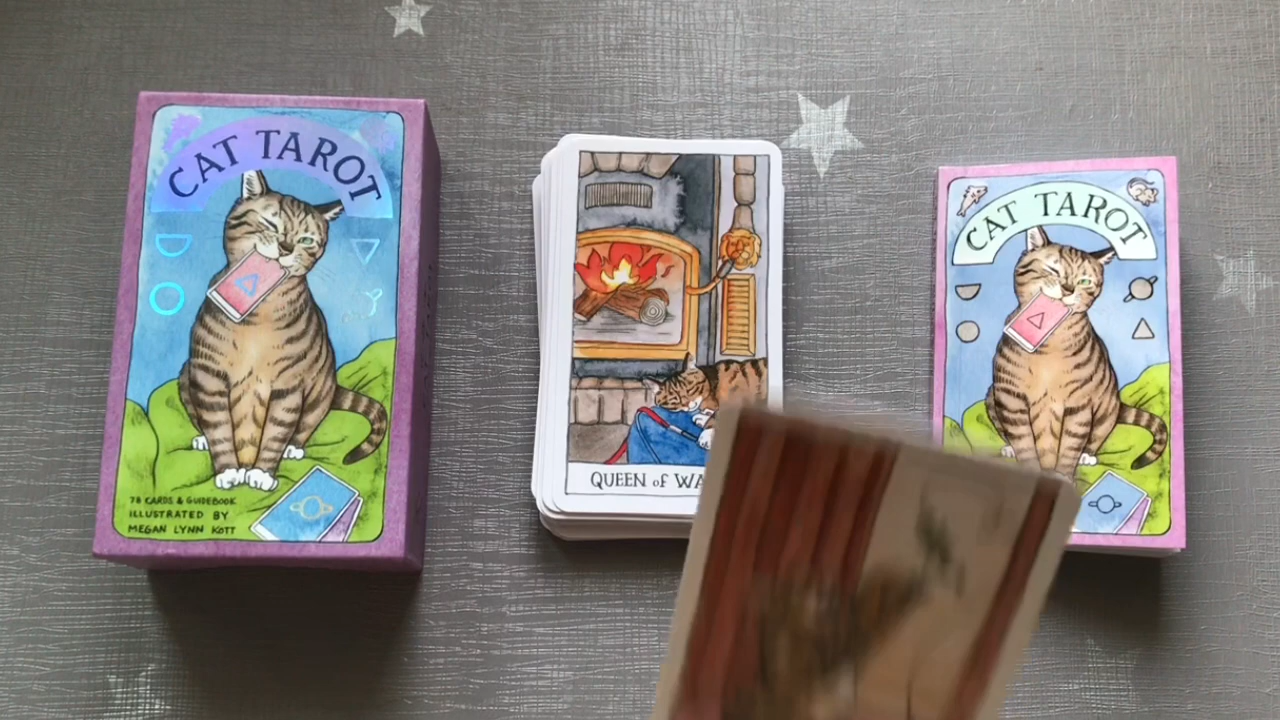 CAT TAROT
78 CARDS & GUIDEBOOK
ILLUSTRATED BY
MEGAN LYNN KOTT
QUEEN of WA
CAT TAROT